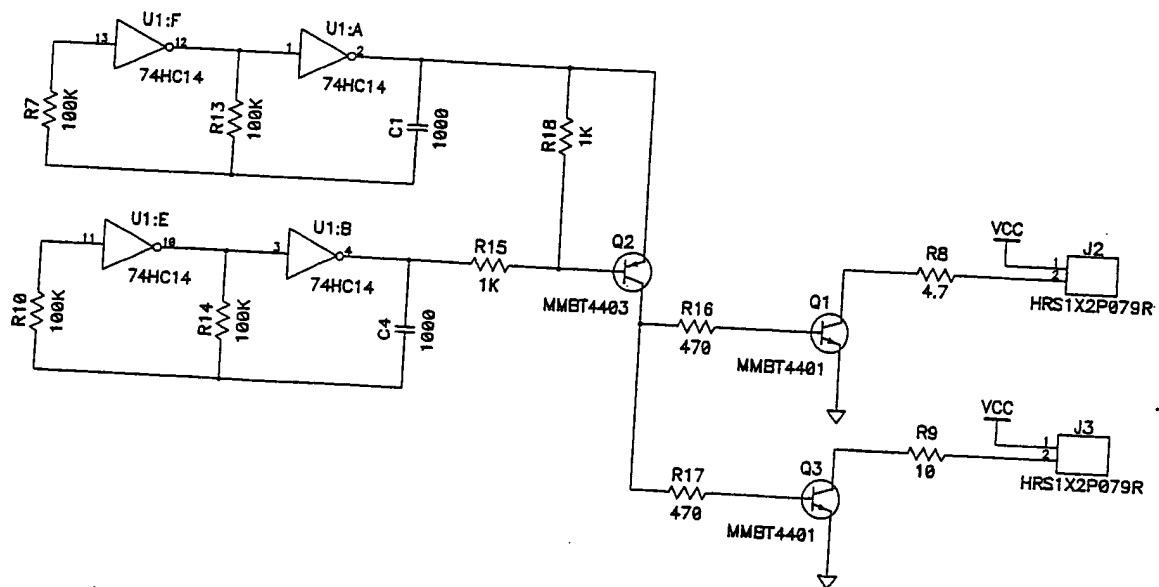 U1:F
U1:A
13
12
1
2
74HC14
74HC14
R7
100K
R13
100K
C1
1000
R18
1K
U1:E
U1:B
11
10
3
4
74HC14
74HC14
R15
1K
Q2
MMBT4403
R10
100K
R14
100K
C4
1000
VCC
J2
R8
4.7
1
2
HRS1X2P079R
R16
470
Q1
MMBT4401
VCC
J3
R9
10
1
2
HRS1X2P079R
R17
470
Q3
MMBT4401